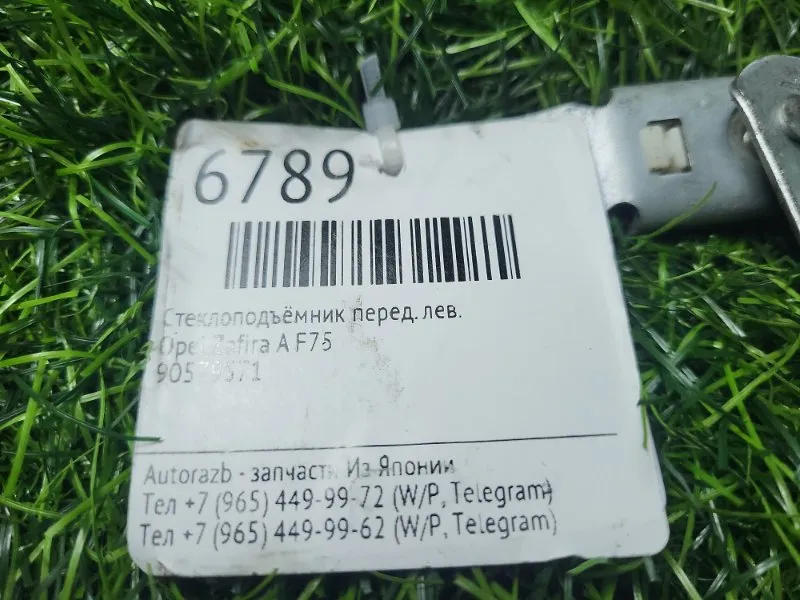 6789
Стеклоподъёмник перед. лев.
Opel Zafira A F75
90579571
Autorazb - запчасти Из Японии
Тел +7 (965) 449-99-72 (W/P, Telegram)
Тел +7 (965) 449-99-62 (W/P, Telegram)